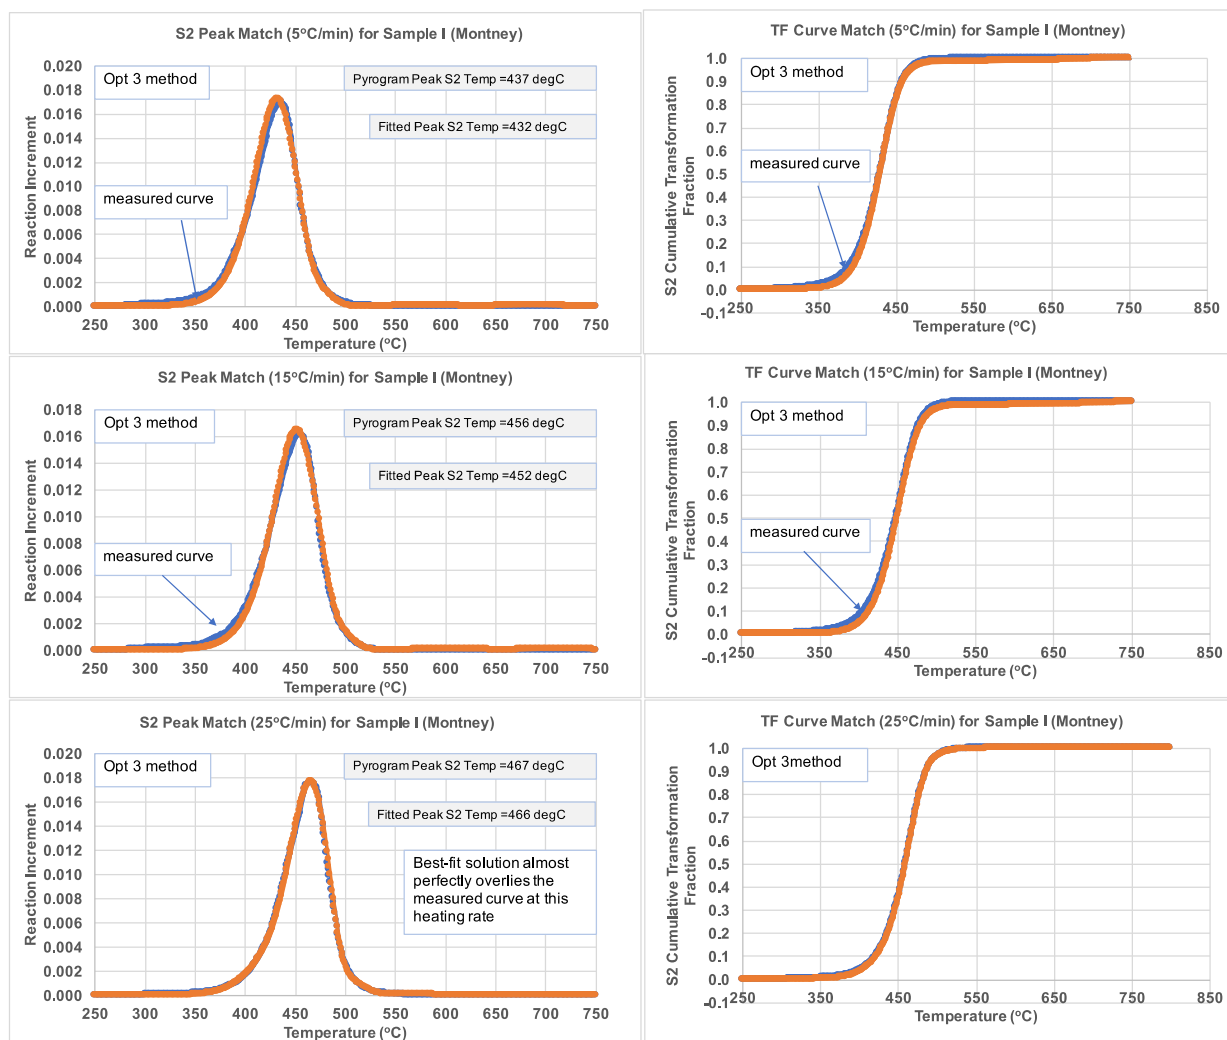 S2 Peak Match (5°C/min) for Sample I (Montney)
Opt 3 method
Pyrogram Peak S2 Temp =437 degC
Fitted Peak S2 Temp =432 degC
measured curve
Reaction Increment
0.020
0.018
0.016
0.014
0.012
0.010
0.008
0.006
0.004
0.002
0.000
250 300 350 400 450 500 550 600 650 700 750
Temperature (°C)
TF Curve Match (5°C/min) for Sample I (Montney)
Opt 3 method
measured curve
S2 Cumulative Transformation
Fraction
1.0
0.9
0.8
0.7
0.6
0.5
0.4
0.3
0.2
0.1
0.0
-0.1
250 350 450 550 650 750 850
Temperature (°C)
S2 Peak Match (15°C/min) for Sample I (Montney)
Opt 3 method
Pyrogram Peak S2 Temp =456 degC
Fitted Peak S2 Temp =452 degC
measured curve
Reaction Increment
0.018
0.016
0.014
0.012
0.010
0.008
0.006
0.004
0.002
0.000
250 300 350 400 450 500 550 600 650 700 750
Temperature (°C)
TF Curve Match (15°C/min) for Sample I (Montney)
Opt 3 method
measured curve
S2 Cumulative Transformation
Fraction
1.0
0.9
0.8
0.7
0.6
0.5
0.4
0.3
0.2
0.1
0.0
-0.1
250 350 450 550 650 750 850
Temperature (°C)
S2 Peak Match (25°C/min) for Sample I (Montney)
Opt 3 method
Pyrogram Peak S2 Temp =467 degC
Fitted Peak S2 Temp =466 degC
Best-fit solution almost
perfectly overlies the
measured curve at this
heating rate
Reaction Increment
0.020
0.018
0.016
0.014
0.012
0.010
0.008
0.006
0.004
0.002
0.000
250 300 350 400 450 500 550 600 650 700 750
Temperature (°C)
TF Curve Match (25°C/min) for Sample I (Montney)
Opt 3method
S2 Cumulative Transformation
Fraction
1.0
0.9
0.8
0.7
0.6
0.5
0.4
0.3
0.2
0.1
0.0
-0.1
250 350 450 550 650 750 850
Temperature (°C)